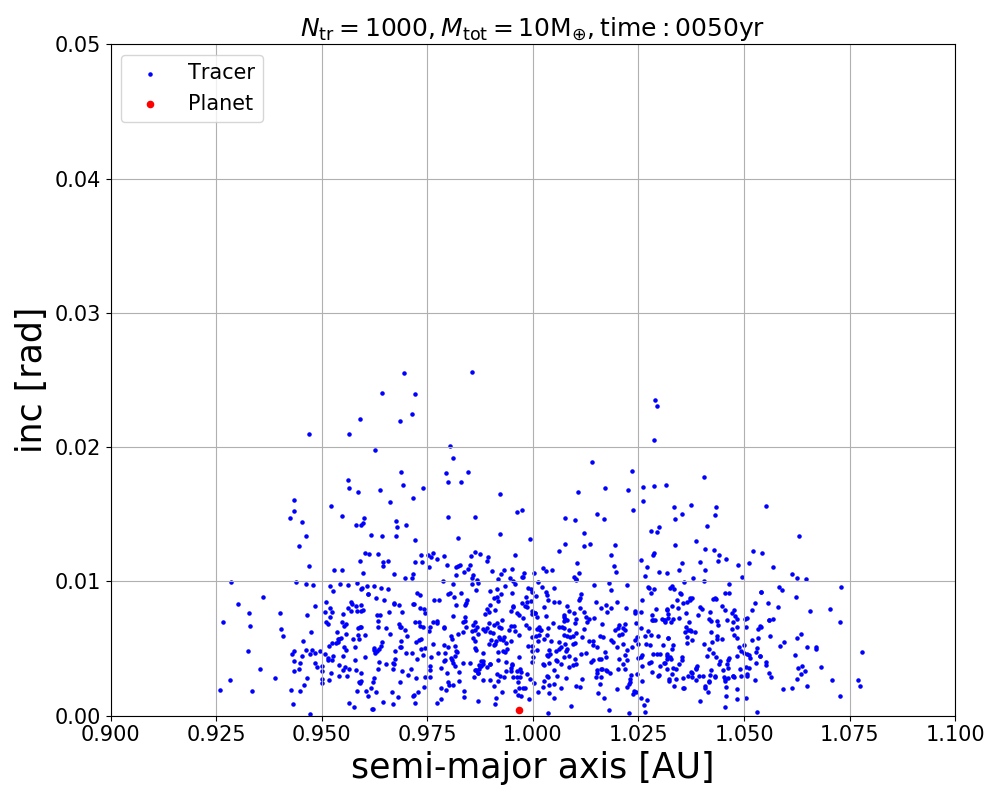 N_tr = 1000, M_tot = 10M_⊕, time : 0050yr
0.05
Tracer
Planet
0.04
0.03
0.02
0.01
0.00
inc [rad]
0.900 0.925 0.950 0.975 1.000 1.025 1.050 1.075 1.100
semi-major axis [AU]